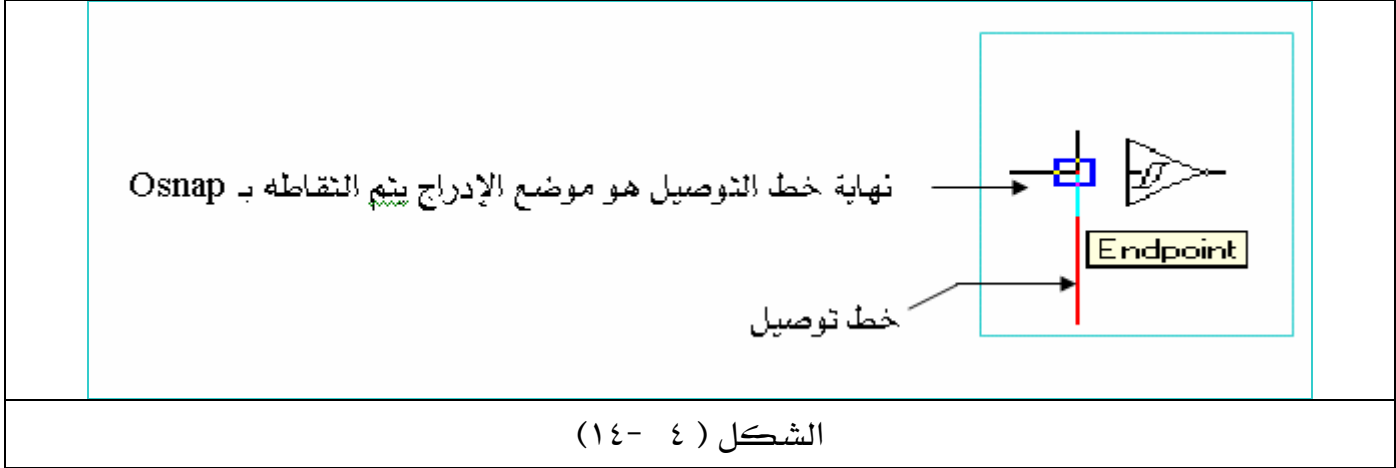 نهاية خط التوصيل هو موضع الإدراج يتم التقاطه بـ Osnap
Endpoint
خط توصيل
الشكل ( ٤ -١٤)